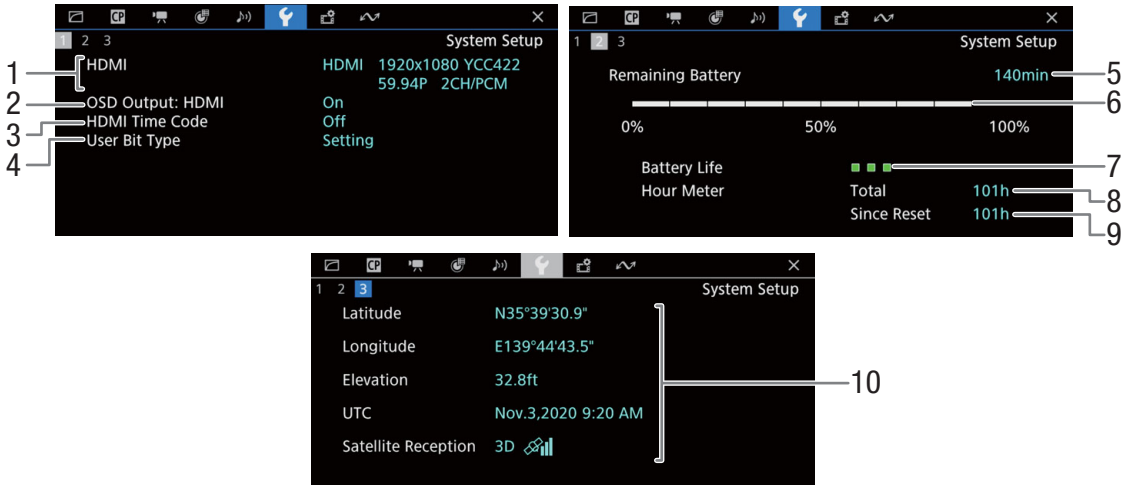 CP
1 2 3 System Setup
1 HDMI HDMI 1920x1080 YCC422
59.94P 2CH/PCM
2 OSD Output: HDMI On
3 HDMI Time Code Off
4 User Bit Type Setting
CP
1 2 3 System Setup
Remaining Battery 140min 5
6
0% 50% 100%
Battery Life 7
Hour Meter Total 101h 8
Since Reset 101h 9
CP
1 2 3 System Setup
Latitude N35°39'30.9"
Longitude E139°44'43.5"
Elevation 32.8ft 10
UTC Nov.3,2020 9:20 AM
Satellite Reception 3D